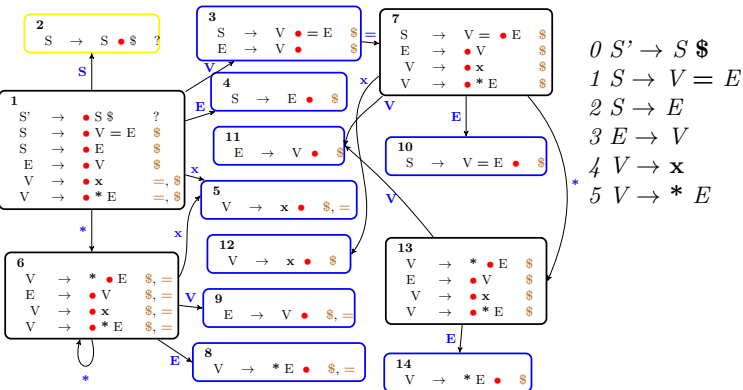 2
S → S • $ ?
3
S → V • = E $
E → V • $
7
S → V = • E $
E → • V $
V → • x $
V → • * E $
=
S
V
x
4
S → E • $
E
V
1
S' → • S $ ?
S → • V = E $
S → • E $
E → • V $
V → • x =, $
V → • * E =, $
11
E → V • $
E
10
S → V = E • $
x
5
V → x • $, =
*
V
*
x
12
V → x • $
6
V → * • E $, =
E → • V $, =
V → • x $, =
V → • * E $, =
13
V → * • E $
E → • V $
V → • x $
V → • * E $
V
9
E → V • $, =
E
8
V → * E • $, =
*
E
14
V → * E • $
0 S' → S $
1 S → V = E
2 S → E
3 E → V
4 V → x
5 V → * E